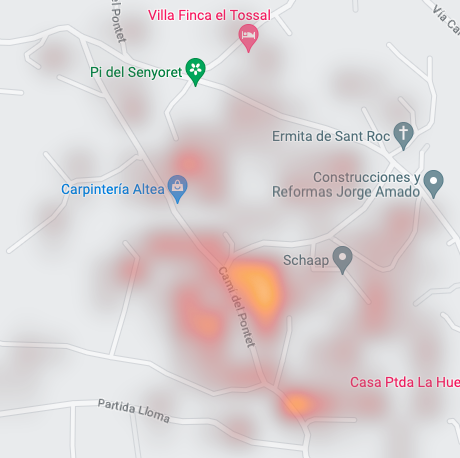 del Pontet
Villa Finca el Tossal
Via Ca
Pi del Senyoret
Ermita de Sant Roc
Construcciones y
Reformas Jorge Amado
Carpintería Altea
Schaap
Camí del Pontet
Casa Ptda La Hue
Partida Lloma